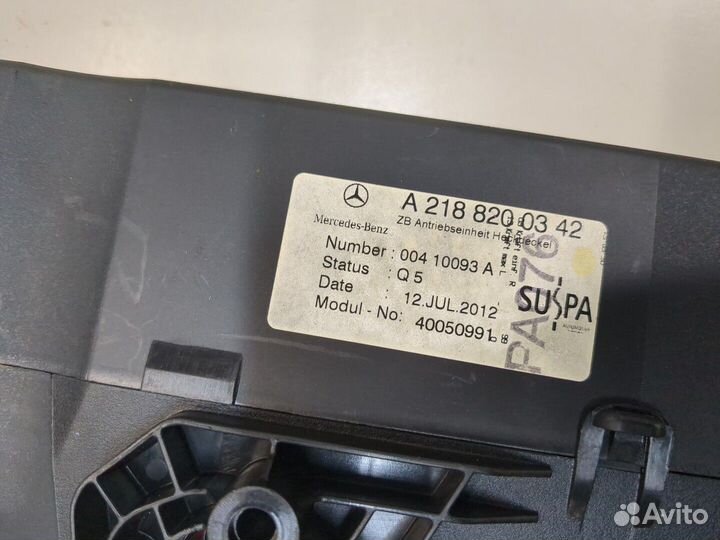 A 218 820 03 42
Mercedes-Benz
ZB Antriebseinheit Heckdeckel
Number : 004 10093 A
Status : Q 5
Date : 12.JUL.2012
Modul - No: 40050991
SUSPA
Avito